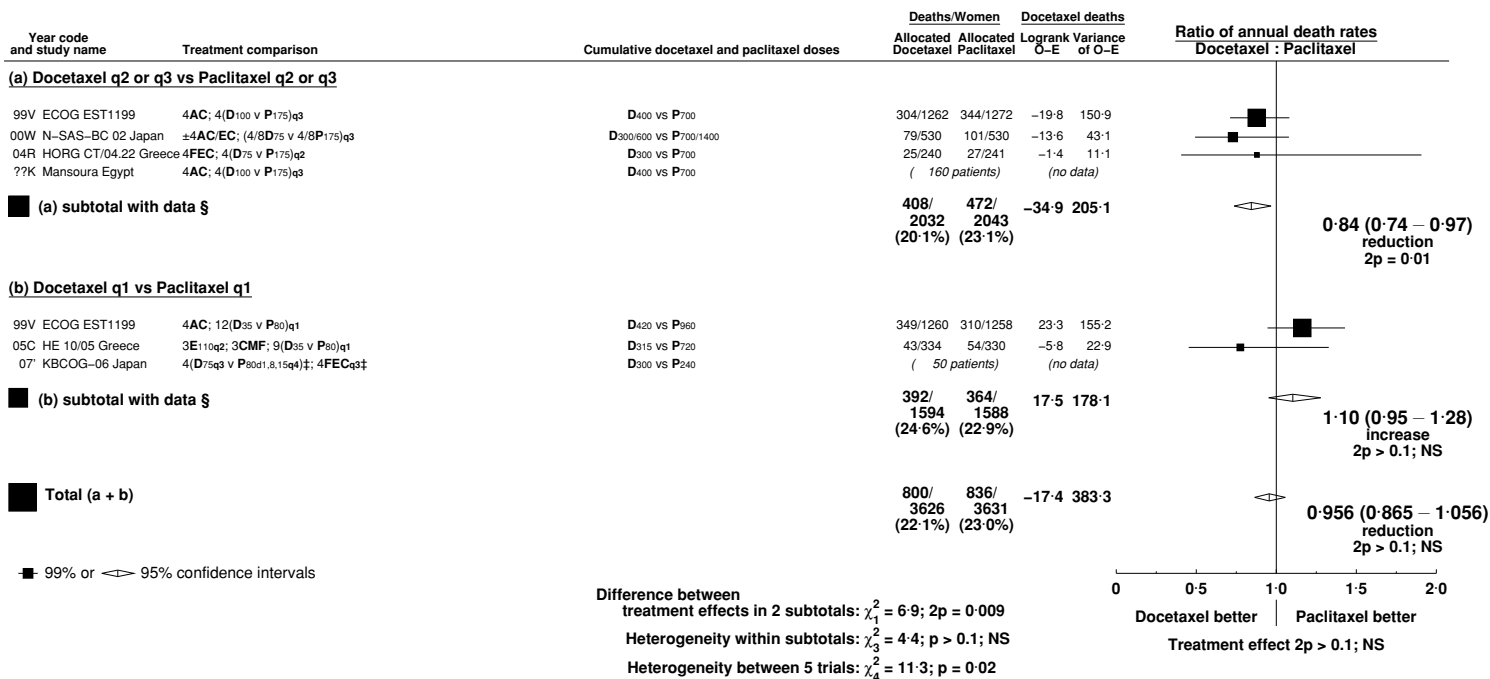 Deaths/Women Docetaxel deaths
Year code and study name Treatment comparison Cumulative docetaxel and paclitaxel doses Allocated Docetaxel Allocated Paclitaxel Logrank O–E Variance of O–E Ratio of annual death rates Docetaxel : Paclitaxel
(a) Docetaxel q2 or q3 vs Paclitaxel q2 or q3
99V ECOG EST1199 4AC; 4(D100 v P175)q3 D400 vs P700 304/1262 344/1272 −19·8 150·9
00W N−SAS−BC 02 Japan ±4AC/EC; (4/8D75 v 4/8P175)q3 D300/600 vs P700/1400 79/530 101/530 −13·6 43·1
04R HORG CT/04.22 Greece 4FEC; 4(D75 v P175)q2 D300 vs P700 25/240 27/241 −1·4 11·1
??K Mansoura Egypt 4AC; 4(D100 v P175)q3 D400 vs P700 ( 160 patients) (no data)
(a) subtotal with data § 408/ 472/ −34·9 205·1
2032 2043
(20·1%) (23·1%)
0·84 (0·74 − 0·97)
reduction
2p = 0·01
(b) Docetaxel q1 vs Paclitaxel q1
99V ECOG EST1199 4AC; 12(D35 v P80)q1 D420 vs P960 349/1260 310/1258 23·3 155·2
05C HE 10/05 Greece 3E110q2; 3CMF; 9(D35 v P80)q1 D315 vs P720 43/334 54/330 −5·8 22·9
07' KBCOG−06 Japan 4(D75q3 v P80d1,8,15q4)‡; 4FECq3‡ D300 vs P240 ( 50 patients) (no data)
(b) subtotal with data § 392/ 364/ 17·5 178·1
1594 1588
(24·6%) (22·9%)
1·10 (0·95 − 1·28)
increase
2p > 0.1; NS
Total (a + b) 800/ 836/ −17·4 383·3
3626 3631
(22·1%) (23·0%)
0·956 (0·865 − 1·056)
reduction
2p > 0.1; NS
99% or 95% confidence intervals
0 0·5 1·0 1·5 2·0
Docetaxel better Paclitaxel better
Treatment effect 2p > 0.1; NS
Difference between
treatment effects in 2 subtotals: χ²₁ = 6·9; 2p = 0·009
Heterogeneity within subtotals: χ²₃ = 4·4; p > 0.1; NS
Heterogeneity between 5 trials: χ²₄ = 11·3; p = 0·02